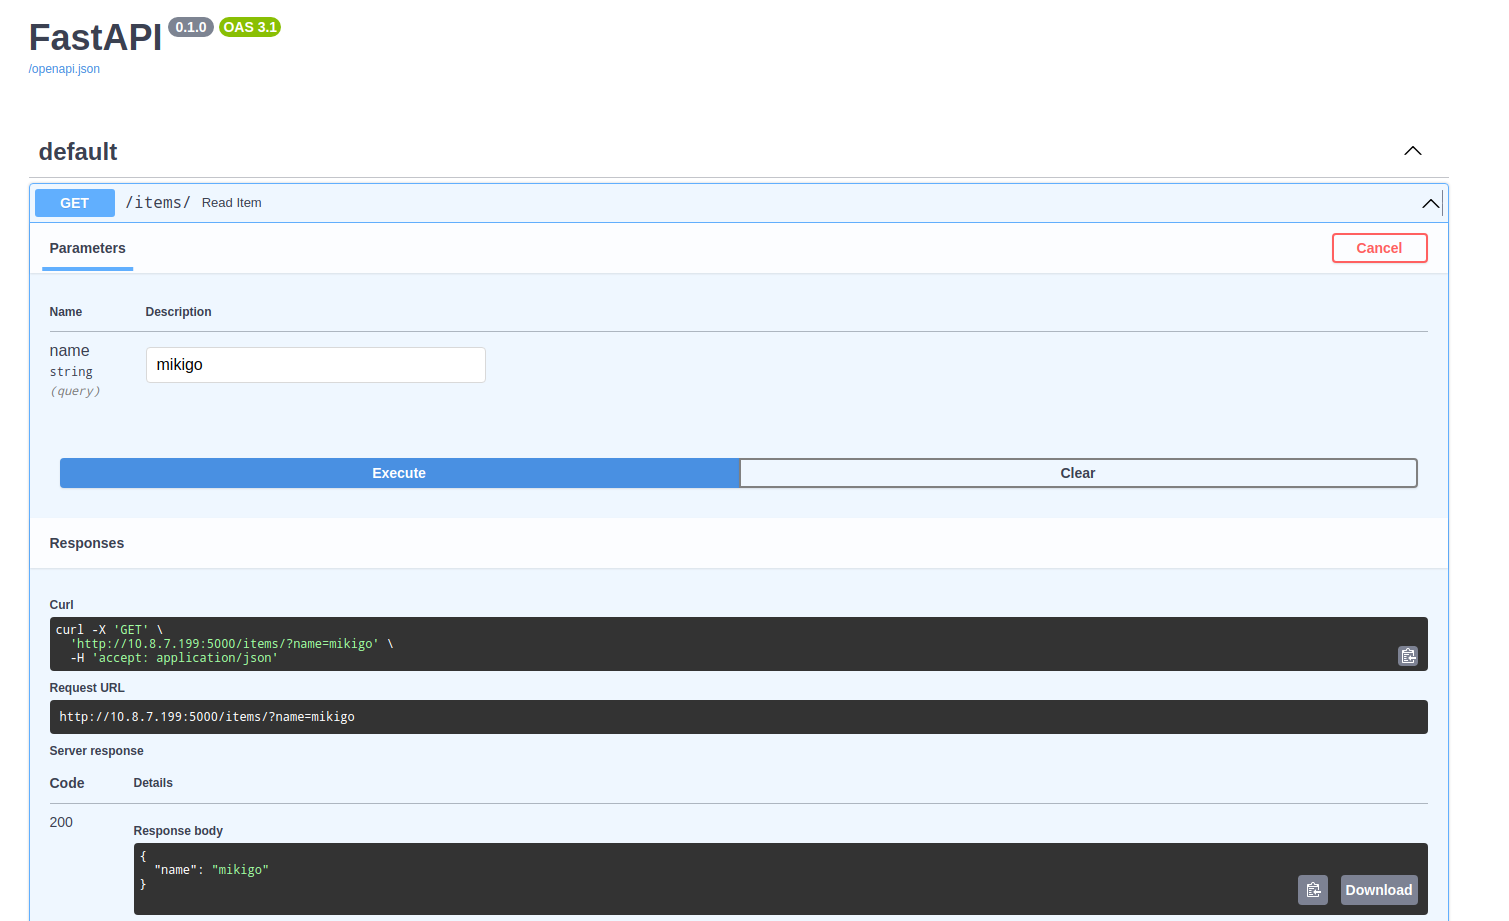 FastAPI 0.1.0 OAS 3.1
/openapi.json
default
GET /items/ Read Item
Parameters Cancel
Name Description
name
string
(query)
mikigo
Execute Clear
Responses
Curl
curl -X 'GET' \
  'http://10.8.7.199:5000/items/?name=mikigo' \
  -H 'accept: application/json'
Request URL
http://10.8.7.199:5000/items/?name=mikigo
Server response
Code Details
200
Response body
{
  "name": "mikigo"
}
Download